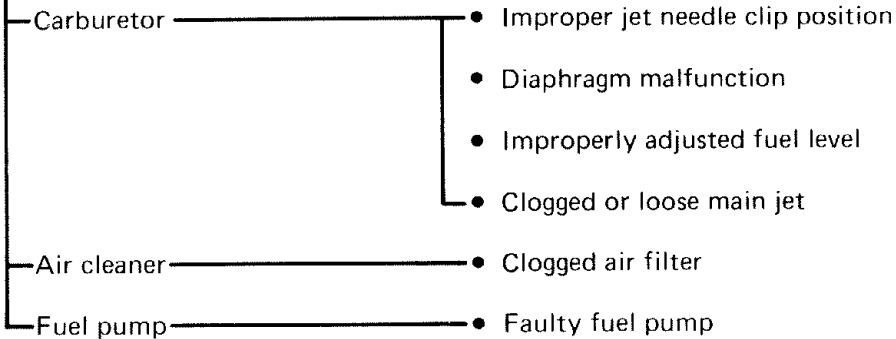 Carburetor • Improper jet needle clip position
• Diaphragm malfunction
• Improperly adjusted fuel level
• Clogged or loose main jet
Air cleaner • Clogged air filter
Fuel pump • Faulty fuel pump